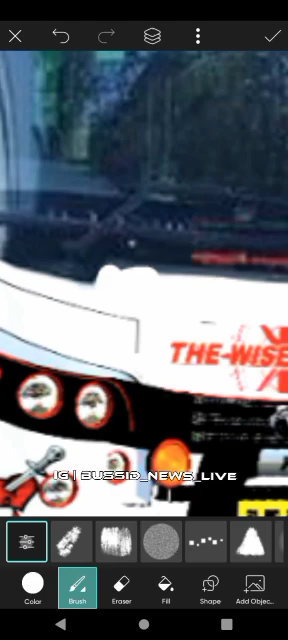 THE-WISE
IG | BUSSID_NEWS_LIVE
Color
Brush
Eraser
Fill
Shape
Add Objec...